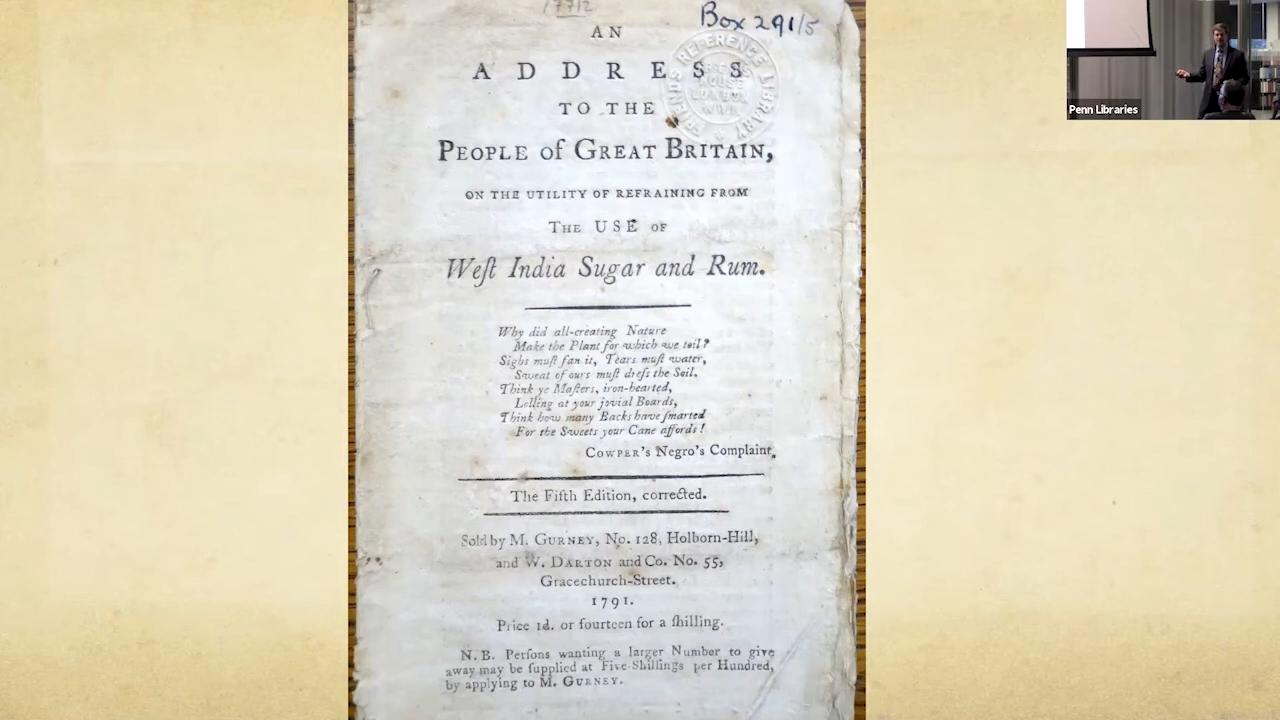 17712
Box 291/5
FRIENDS REFERENCE LIBRARY
LONDON
AN
ADDRESS
TO THE
PEOPLE of GREAT BRITAIN,
ON THE UTILITY OF REFRAINING FROM
THE USE OF
Weſt India Sugar and Rum.
Why did all-creating Nature
Make the Plant for which we toil?
Sighs muſt fan it, Tears muſt water,
Sweat of ours muſt dreſs the Soil.
Think ye Maſters, iron-hearted,
Lolling at your jovial Boards,
Think how many Backs have ſmarted
For the Sweets your Cane affords!
COWPER's Negro's Complaint.
The Fifth Edition, corrected.
Sold by M. GURNEY, No. 128, Holborn-Hill,
and W. DARTON and Co. No. 55,
Gracechurch-Street.
1791.
Price 1d. or fourteen for a ſhilling.
N.B. Perſons wanting a larger Number to give
away may be ſupplied at Five Shillings per Hundred,
by applying to M. GURNEY.
Penn Libraries